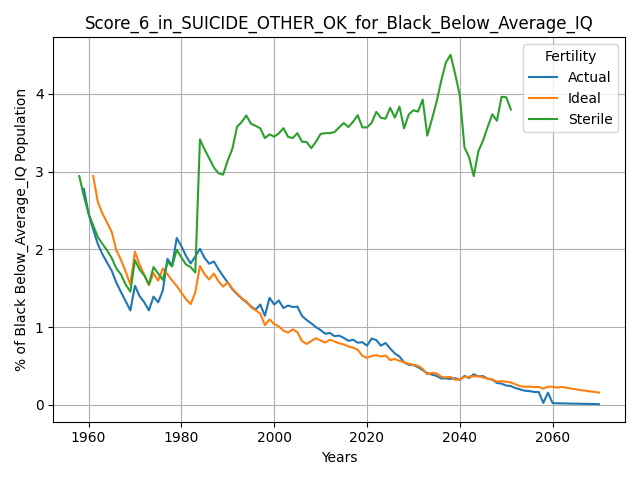 Score_6_in_SUICIDE_OTHER_OK_for_Black_Below_Average_IQ
% of Black Below_Average_IQ Population
4
3
2
1
0
Fertility
Actual
Ideal
Sterile
1960
1980
2000
2020
2040
2060
Years